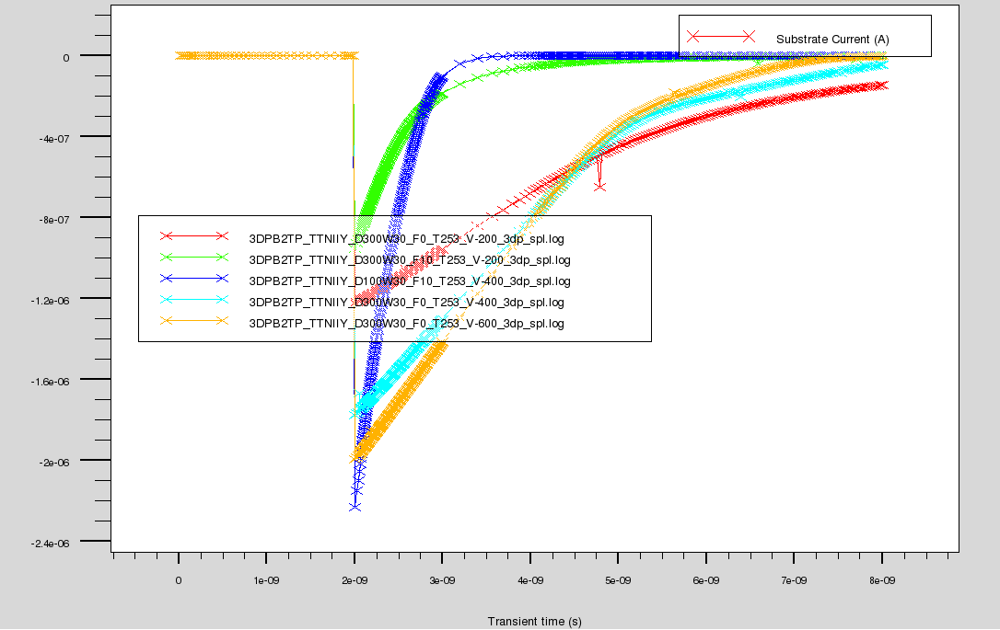 Substrate Current (A)
0
-4e-07
-8e-07
3DPB2TP_TTNIIY_D300W30_F0_T253_V-200_3dp_spl.log
3DPB2TP_TTNIIY_D300W30_F10_T253_V-200_3dp_spl.log
3DPB2TP_TTNIIY_D100W30_F10_T253_V-400_3dp_spl.log
-1.2e-06
3DPB2TP_TTNIIY_D300W30_F0_T253_V-400_3dp_spl.log
3DPB2TP_TTNIIY_D300W30_F0_T253_V-600_3dp_spl.log
-1.6e-06
-2e-06
-2.4e-06
0 1e-09 2e-09 3e-09 4e-09 5e-09 6e-09 7e-09 8e-09
Transient time (s)